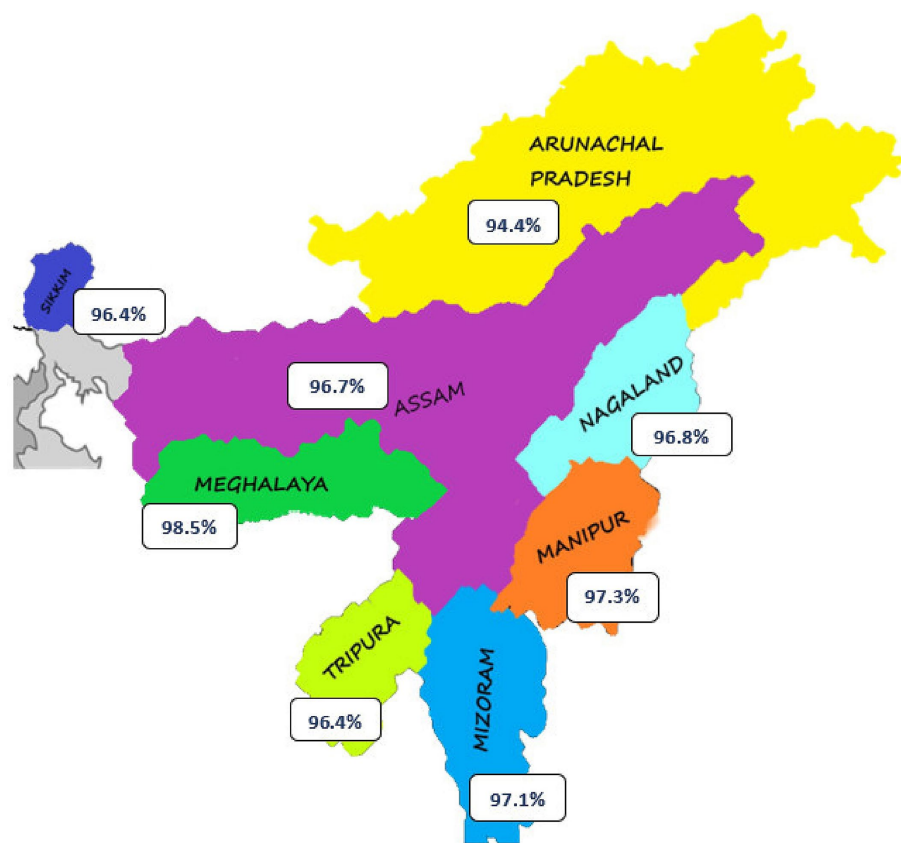 ARUNACHAL
PRADESH
94.4%
SIKKIM
96.4%
96.7%
ASSAM
NAGALAND
96.8%
MEGHALAYA
98.5%
MANIPUR
97.3%
TRIPURA
96.4%
MIZORAM
97.1%